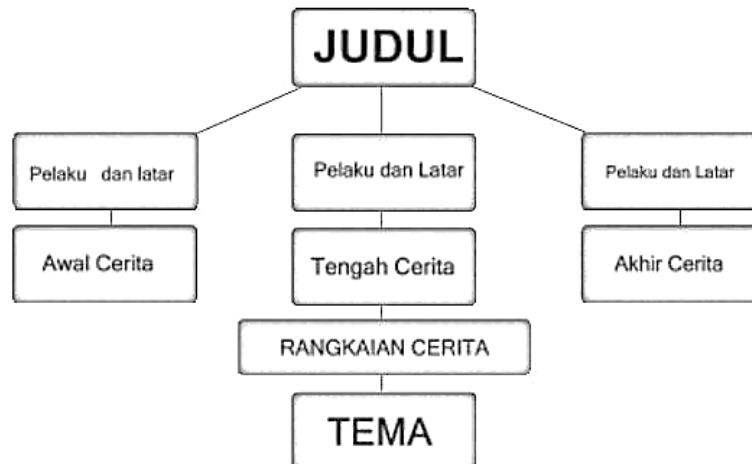 JUDUL
Pelaku dan latar
Pelaku dan Latar
Pelaku dan Latar
Awal Cerita
Tengah Cerita
Akhir Cerita
RANGKAIAN CERITA
TEMA